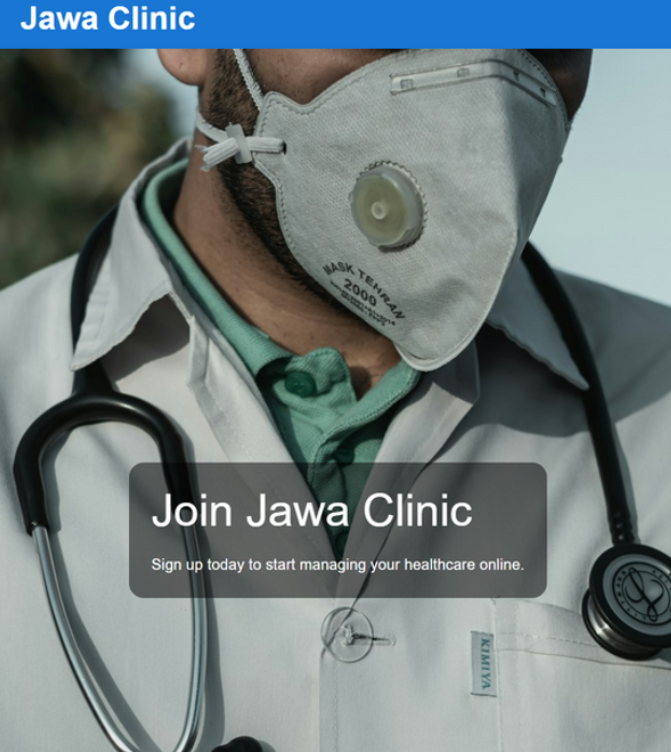 Jawa Clinic
MASK TEHRAN
2000
Join Jawa Clinic
Sign up today to start managing your healthcare online.
KIMIYA